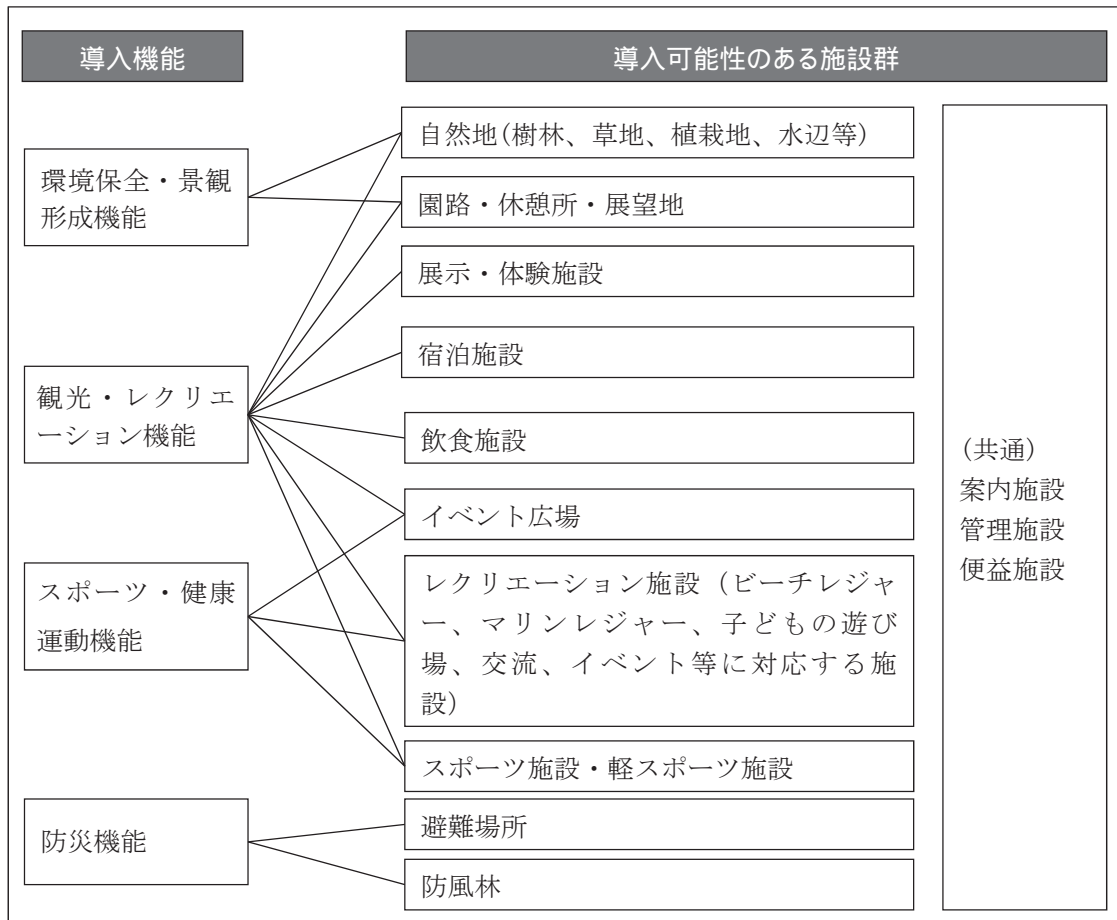 導入機能
導入可能性のある施設群
環境保全・景観
形成機能
観光・レクリエ
ーション機能
スポーツ・健康
運動機能
防災機能
自然地(樹林、草地、植栽地、水辺等)
園路・休憩所・展望地
展示・体験施設
宿泊施設
飲食施設
イベント広場
レクリエーション施設（ビーチレジャ
ー、マリンレジャー、子どもの遊び
場、交流、イベント等に対応する施
設）
スポーツ施設・軽スポーツ施設
避難場所
防風林
（共通）
案内施設
管理施設
便益施設